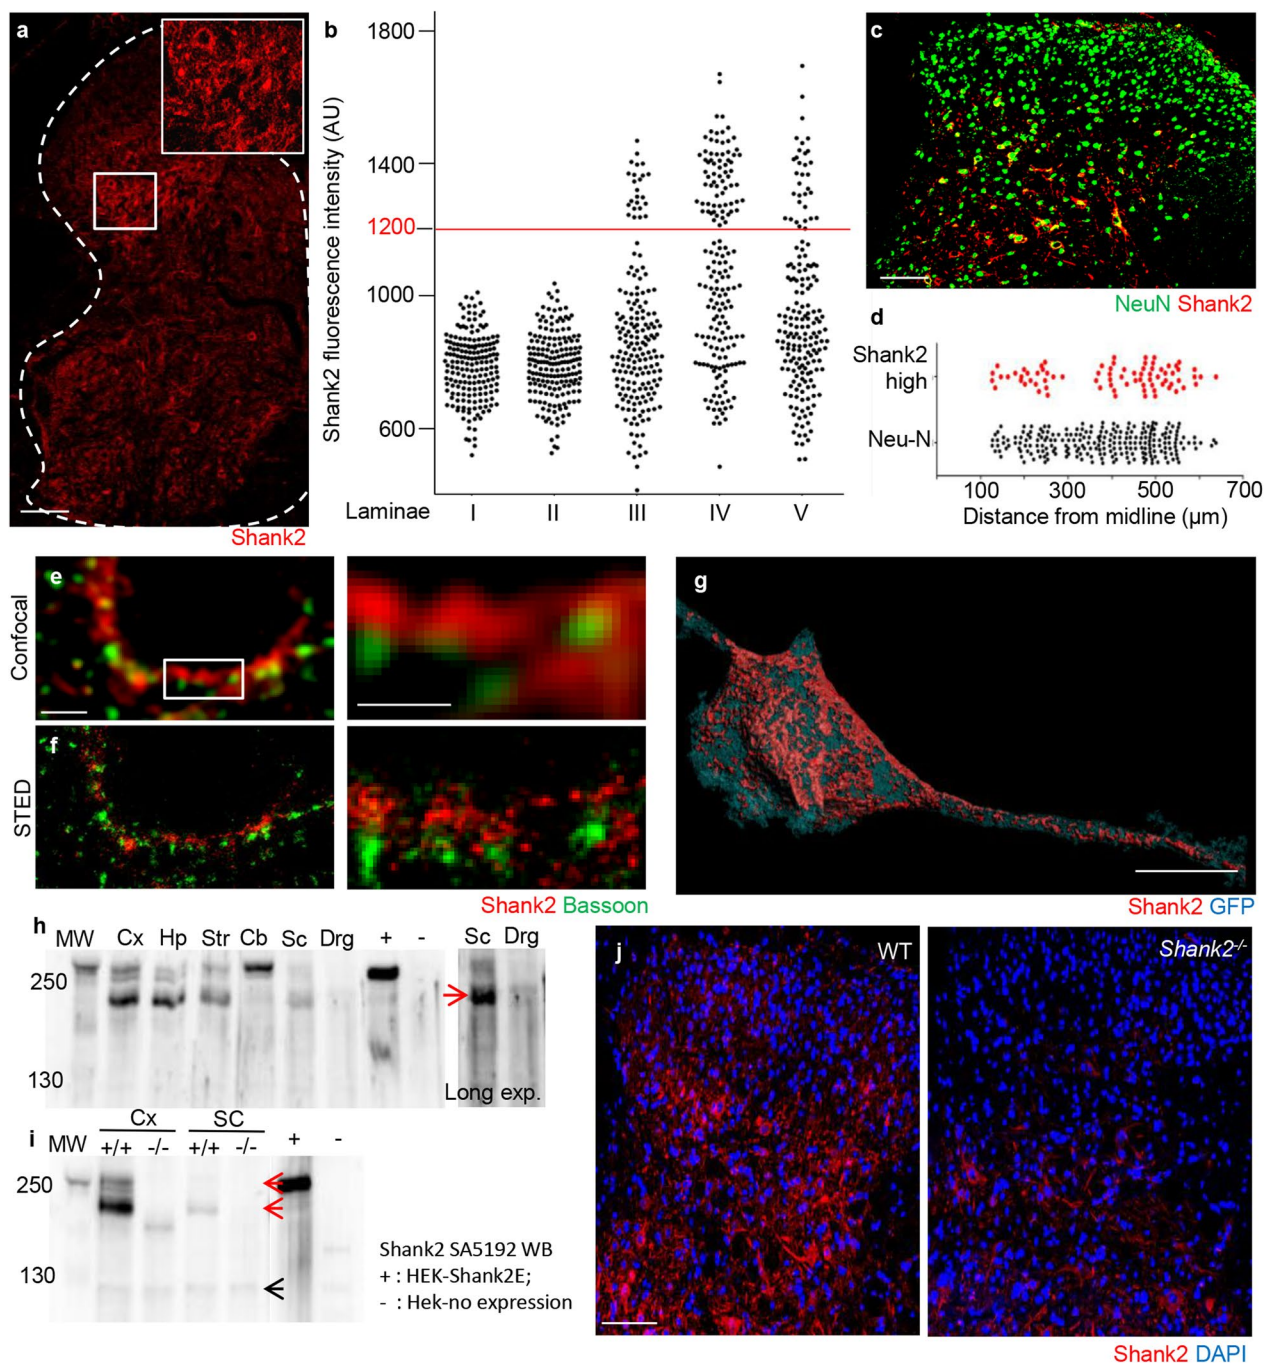 a
Shank2
b
Shank2 fluorescence intensity (AU)
1800
1400
1200
1000
600
Laminae I II III IV V
c
NeuN Shank2
d
Shank2
high
Neu-N
100 300 500 700
Distance from midline (µm)
e
Confocal
f
STED
Shank2 Bassoon
g
Shank2 GFP
h
MW Cx Hp Str Cb Sc Drg + - Sc Drg
250
130
Long exp.
i
Cx SC
MW +/+ -/- +/+ -/- + -
250
130
Shank2 SA5192 WB
+ : HEK-Shank2E;
- : Hek-no expression
j
WT
Shank2-/-
Shank2 DAPI